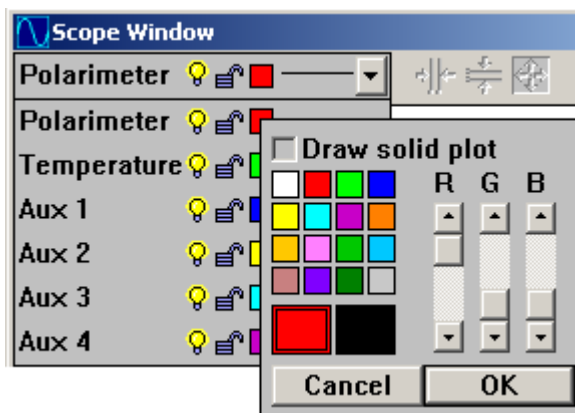 Scope Window
Polarimeter
Polarimeter
Temperature
Draw solid plot
R G B
Aux 1
Aux 2
Aux 3
Aux 4
Cancel OK